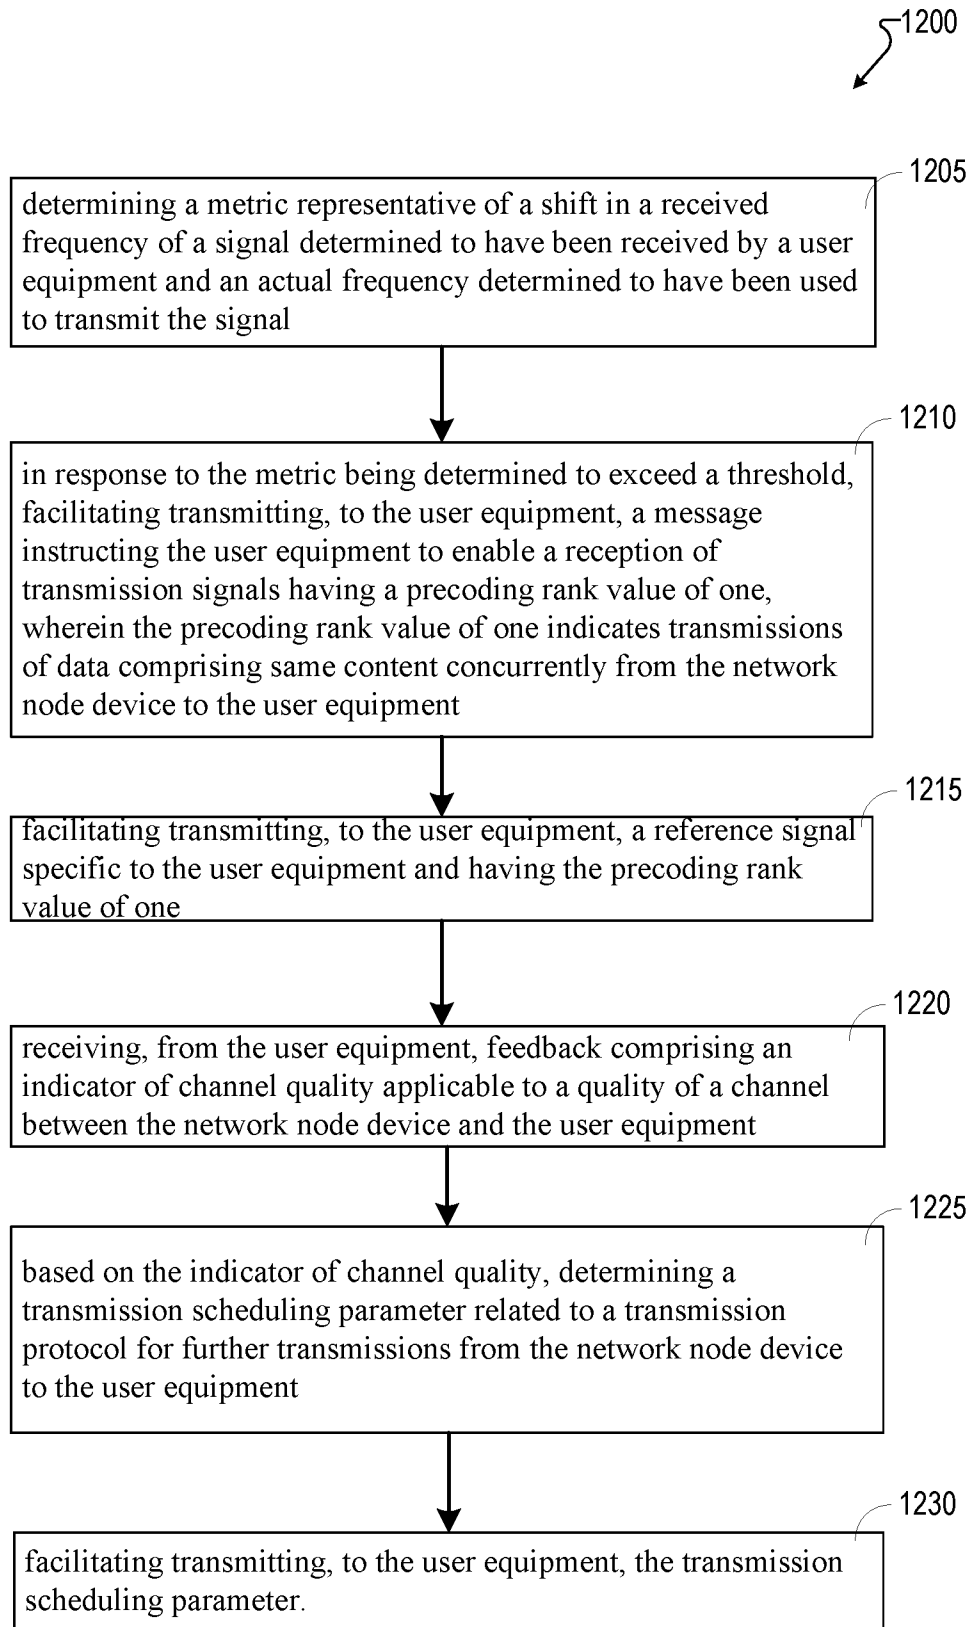 1200
1205
determining a metric representative of a shift in a received
frequency of a signal determined to have been received by a user
equipment and an actual frequency determined to have been used
to transmit the signal
1210
in response to the metric being determined to exceed a threshold,
facilitating transmitting, to the user equipment, a message
instructing the user equipment to enable a reception of
transmission signals having a precoding rank value of one,
wherein the precoding rank value of one indicates transmissions
of data comprising same content concurrently from the network
node device to the user equipment
1215
facilitating transmitting, to the user equipment, a reference signal
specific to the user equipment and having the precoding rank
value of one
1220
receiving, from the user equipment, feedback comprising an
indicator of channel quality applicable to a quality of a channel
between the network node device and the user equipment
1225
based on the indicator of channel quality, determining a
transmission scheduling parameter related to a transmission
protocol for further transmissions from the network node device
to the user equipment
1230
facilitating transmitting, to the user equipment, the transmission
scheduling parameter.